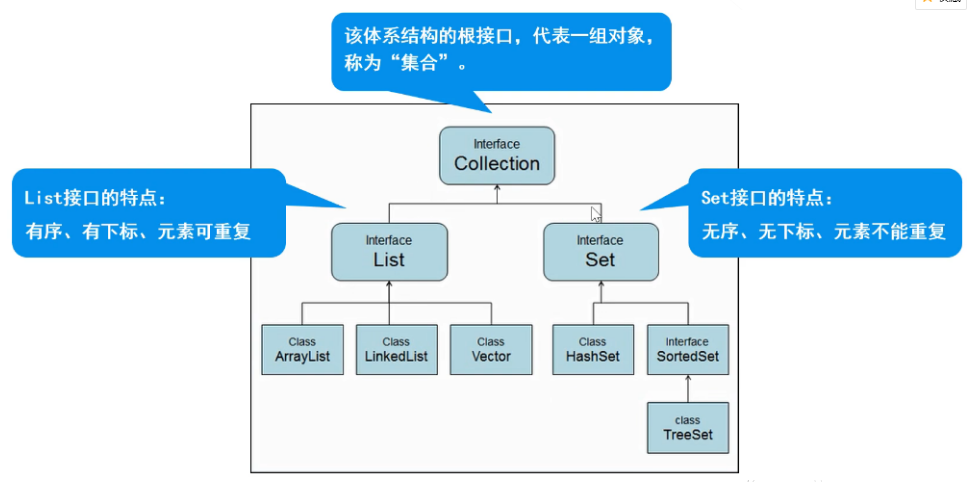 该体系结构的根接口，代表一组对象，
称为“集合”。
Interface
Collection
List接口的特点：
有序、有下标、元素可重复
Set接口的特点：
无序、无下标、元素不能重复
Interface
List
Interface
Set
Class
ArrayList
Class
LinkedList
Class
Vector
Class
HashSet
Interface
SortedSet
class
TreeSet